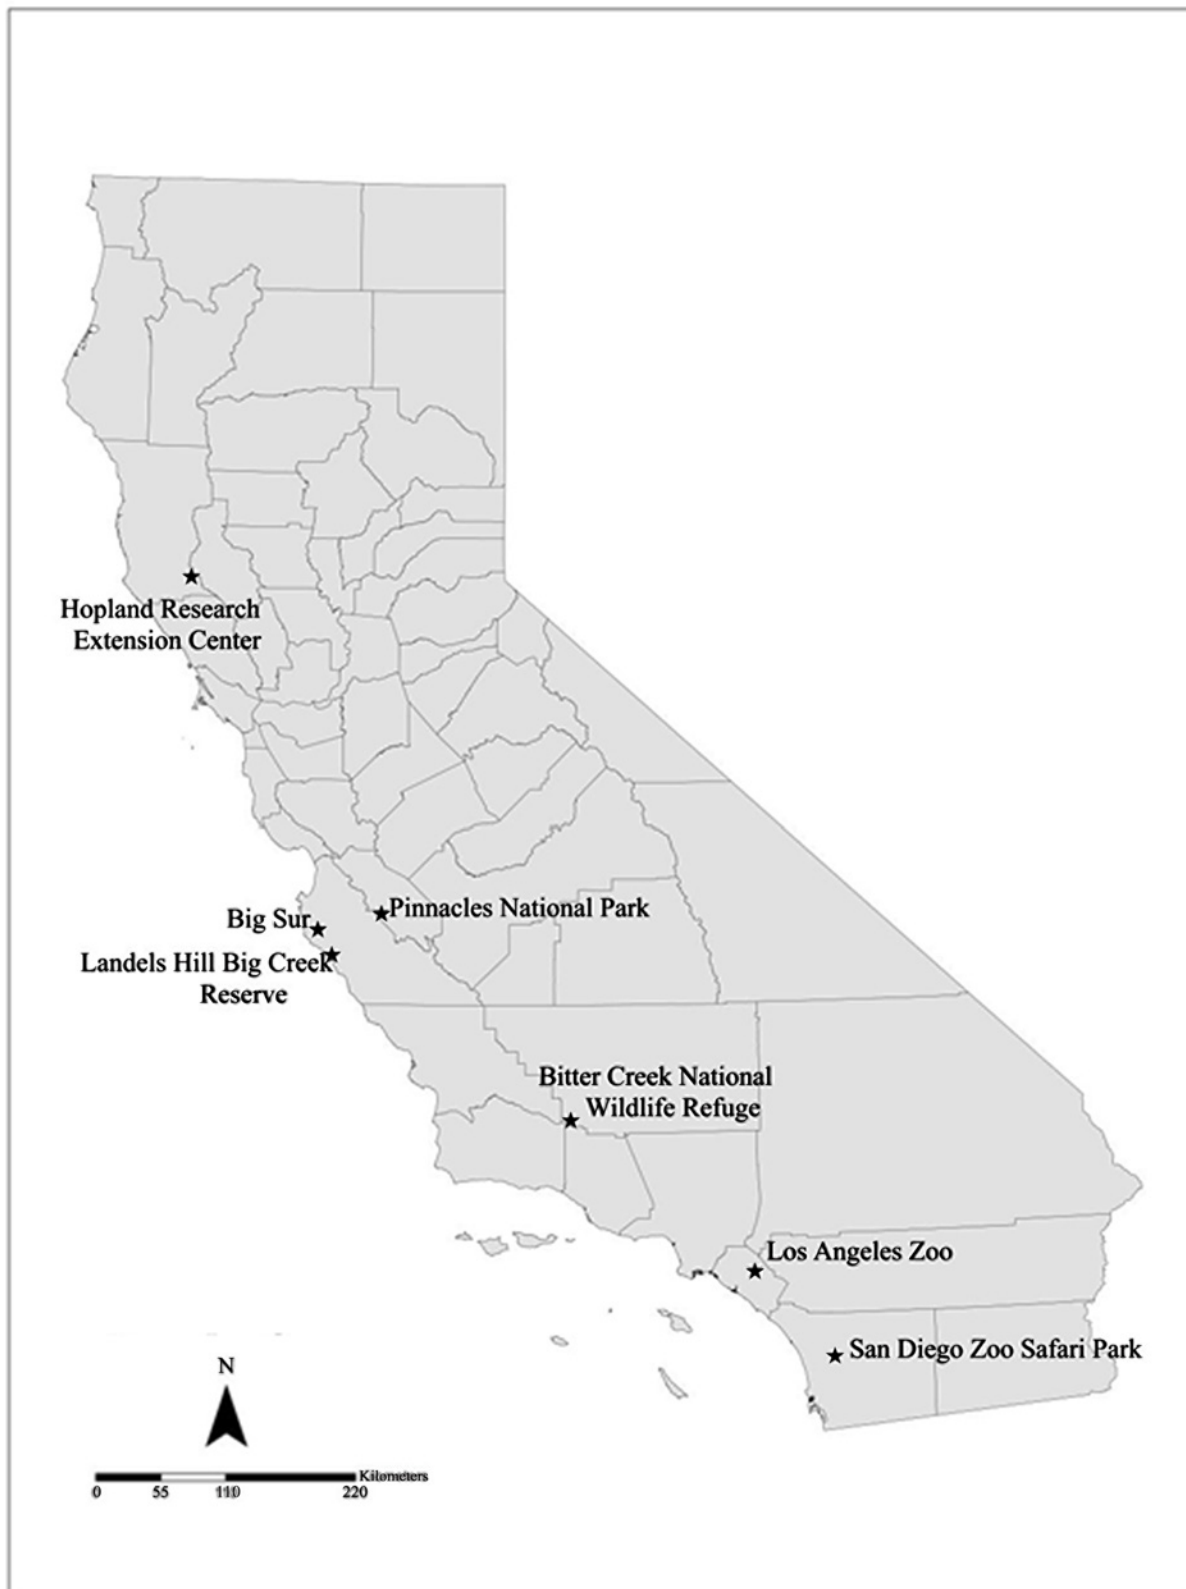 Hopland Research
Extension Center
Pinnacles National Park
Big Sur
Landels Hill Big Creek
Reserve
Bitter Creek National
Wildlife Refuge
Los Angeles Zoo
San Diego Zoo Safari Park
N
Kilometers
0 55 110 220